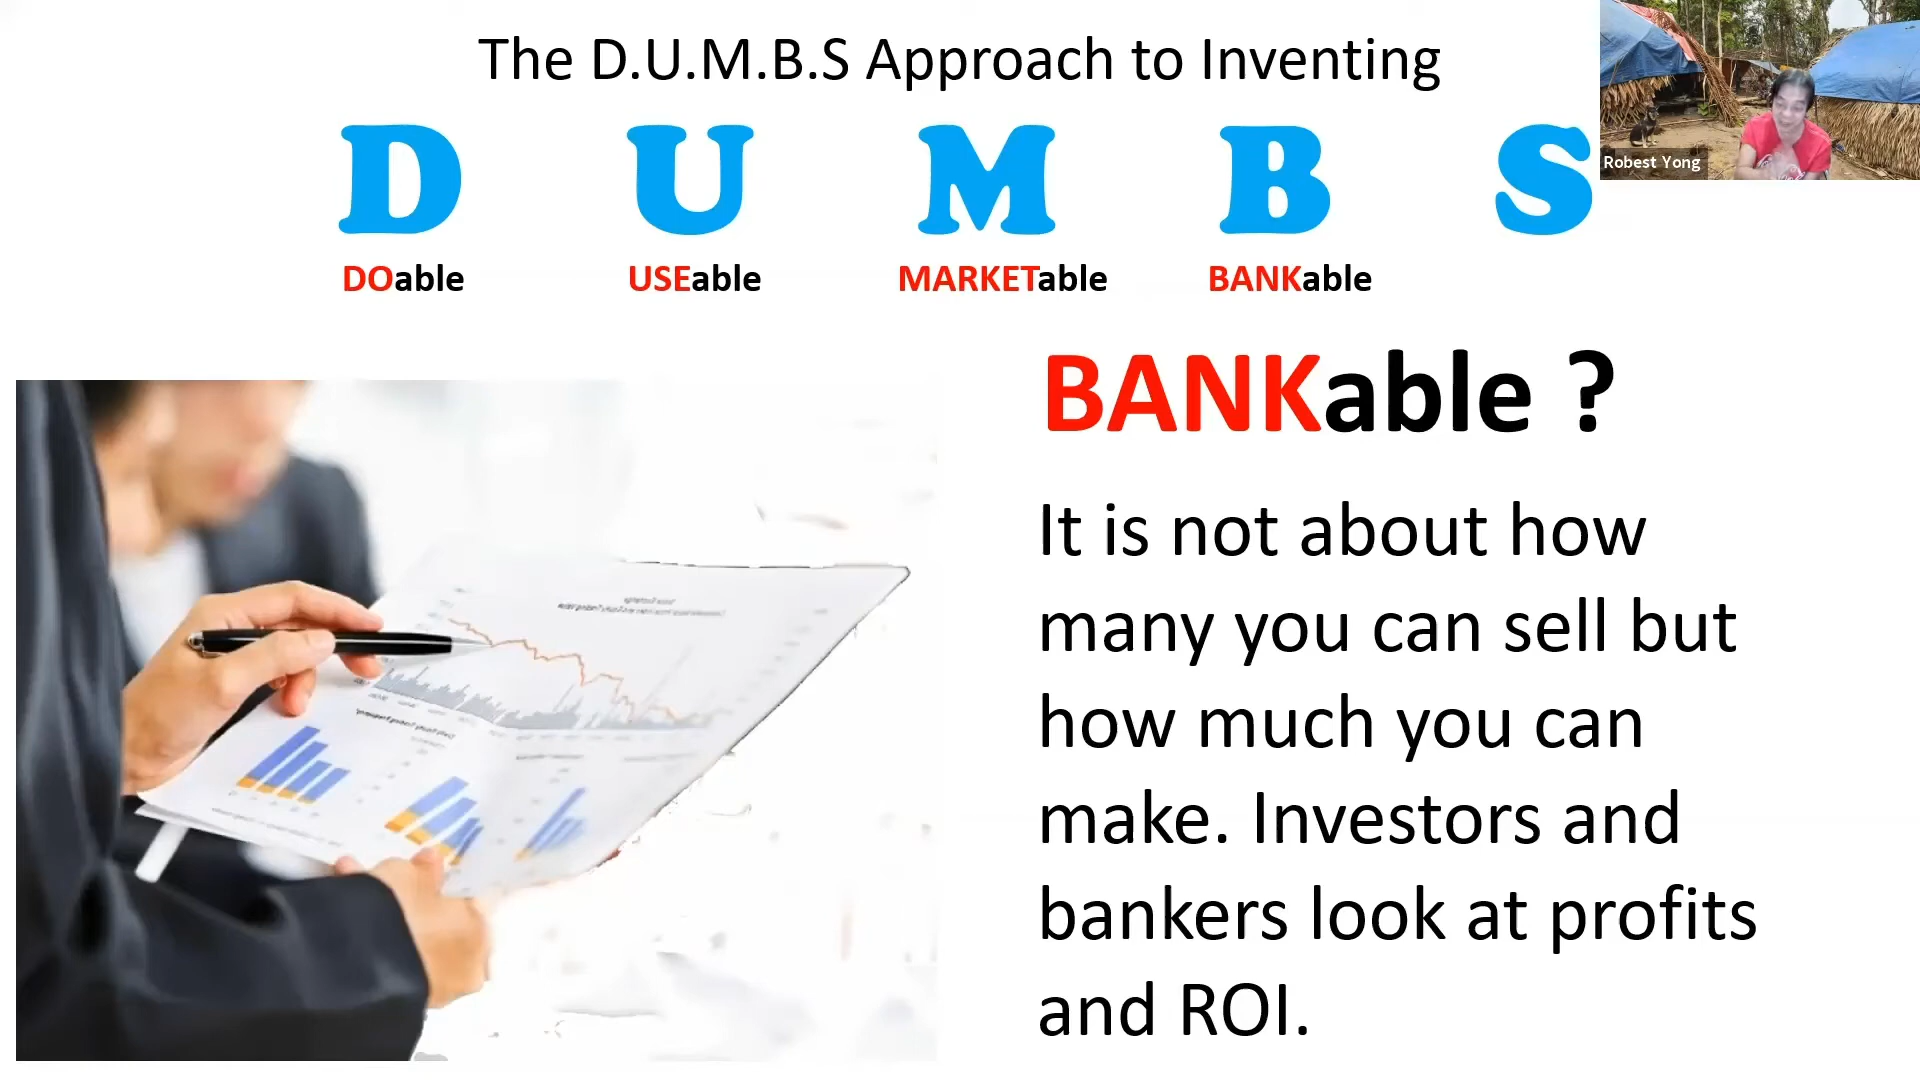 The D.U.M.B.S Approach to Inventing
D U M B S
Robest Yong
DOable USEable MARKETable BANKable
BANKable ?
It is not about how
many you can sell but
how much you can
make. Investors and
bankers look at profits
and ROI.